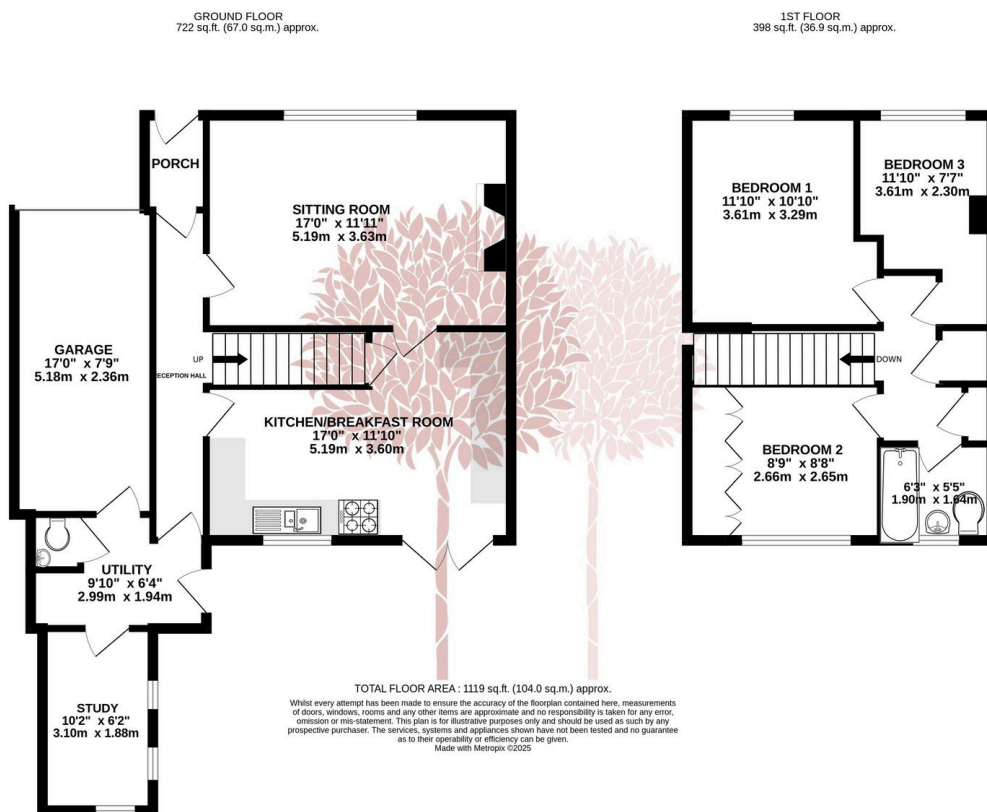 GROUND FLOOR
722 sq.ft. (67.0 sq.m.) approx.
1ST FLOOR
398 sq.ft. (36.9 sq.m.) approx.
PORCH
SITTING ROOM
17'0" x 11'11"
5.19m x 3.63m
GARAGE
17'0" x 7'9"
5.18m x 2.36m
UP
RECEPTION HALL
KITCHEN/BREAKFAST ROOM
17'0" x 11'10"
5.19m x 3.60m
UTILITY
9'10" x 6'4"
2.99m x 1.94m
STUDY
10'2" x 6'2"
3.10m x 1.88m
BEDROOM 1
11'10" x 10'10"
3.61m x 3.29m
BEDROOM 3
11'10" x 7'7"
3.61m x 2.30m
DOWN
BEDROOM 2
8'9" x 8'8"
2.66m x 2.65m
6'3" x 5'5"
1.90m x 1.64m
TOTAL FLOOR AREA : 1119 sq.ft. (104.0 sq.m.) approx.
Whilst every attempt has been made to ensure the accuracy of the floorplan contained here, measurements
of doors, windows, rooms and any other items are approximate and no responsibility is taken for any error,
omission or mis-statement. This plan is for illustrative purposes only and should be used as such by any
prospective purchaser. The services, systems and appliances shown have not been tested and no guarantee
as to their operability or efficiency can be given.
Made with Metropix ©2025